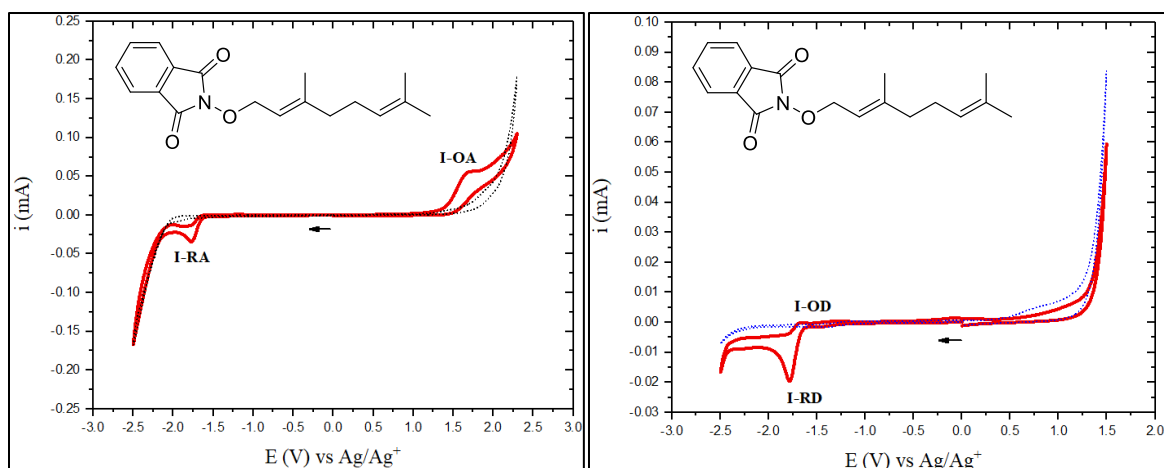 0.25
0.20
0.15
0.10
0.05
0.00
-0.05
-0.10
-0.15
-0.20
-0.25
i (mA)
O
N
O
O
I-OA
I-RA
-3.0 -2.5 -2.0 -1.5 -1.0 -0.5 0.0 0.5 1.0 1.5 2.0 2.5 3.0
E (V) vs Ag/Ag⁺
0.10
0.09
0.08
0.07
0.06
0.05
0.04
0.03
0.02
0.01
0.00
-0.01
-0.02
-0.03
i (mA)
O
N
O
O
I-OD
I-RD
-3.0 -2.5 -2.0 -1.5 -1.0 -0.5 0.0 0.5 1.0 1.5 2.0
E (V) vs Ag/Ag⁺